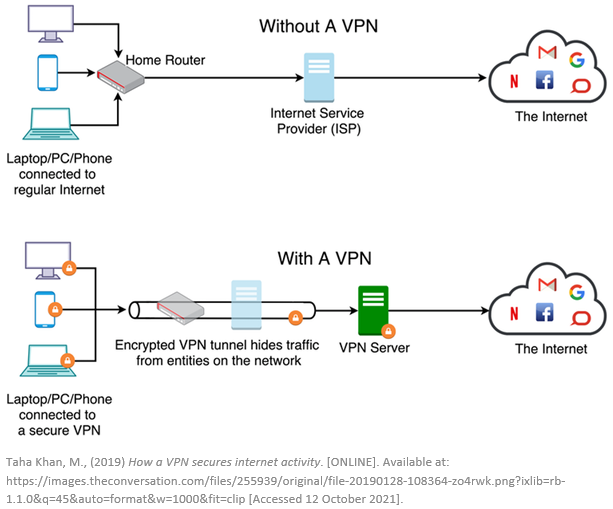 Without A VPN
Home Router
Internet Service
Provider (ISP)
The Internet
Laptop/PC/Phone
connected to
regular Internet
With A VPN
Encrypted VPN tunnel hides traffic
from entities on the network
VPN Server
The Internet
Laptop/PC/Phone
connected to
a secure VPN
Taha Khan, M., (2019) How a VPN secures internet activity. [ONLINE]. Available at:
https://images.theconversation.com/files/255939/original/file-20190128-108364-zo4rwk.png?ixlib=rb-
1.1.0&q=45&auto=format&w=1000&fit=clip [Accessed 12 October 2021].